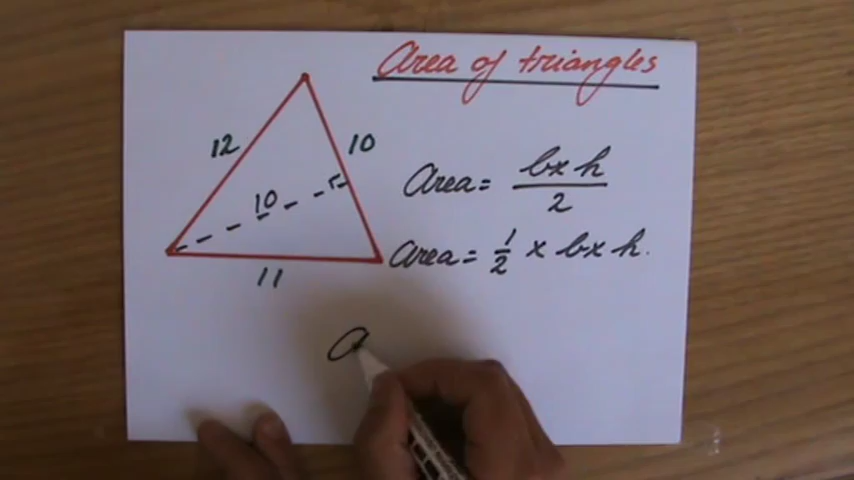 Area of triangles
12
10
10
11
Area = b x h
2
Area = 1/2 x b x h.
a